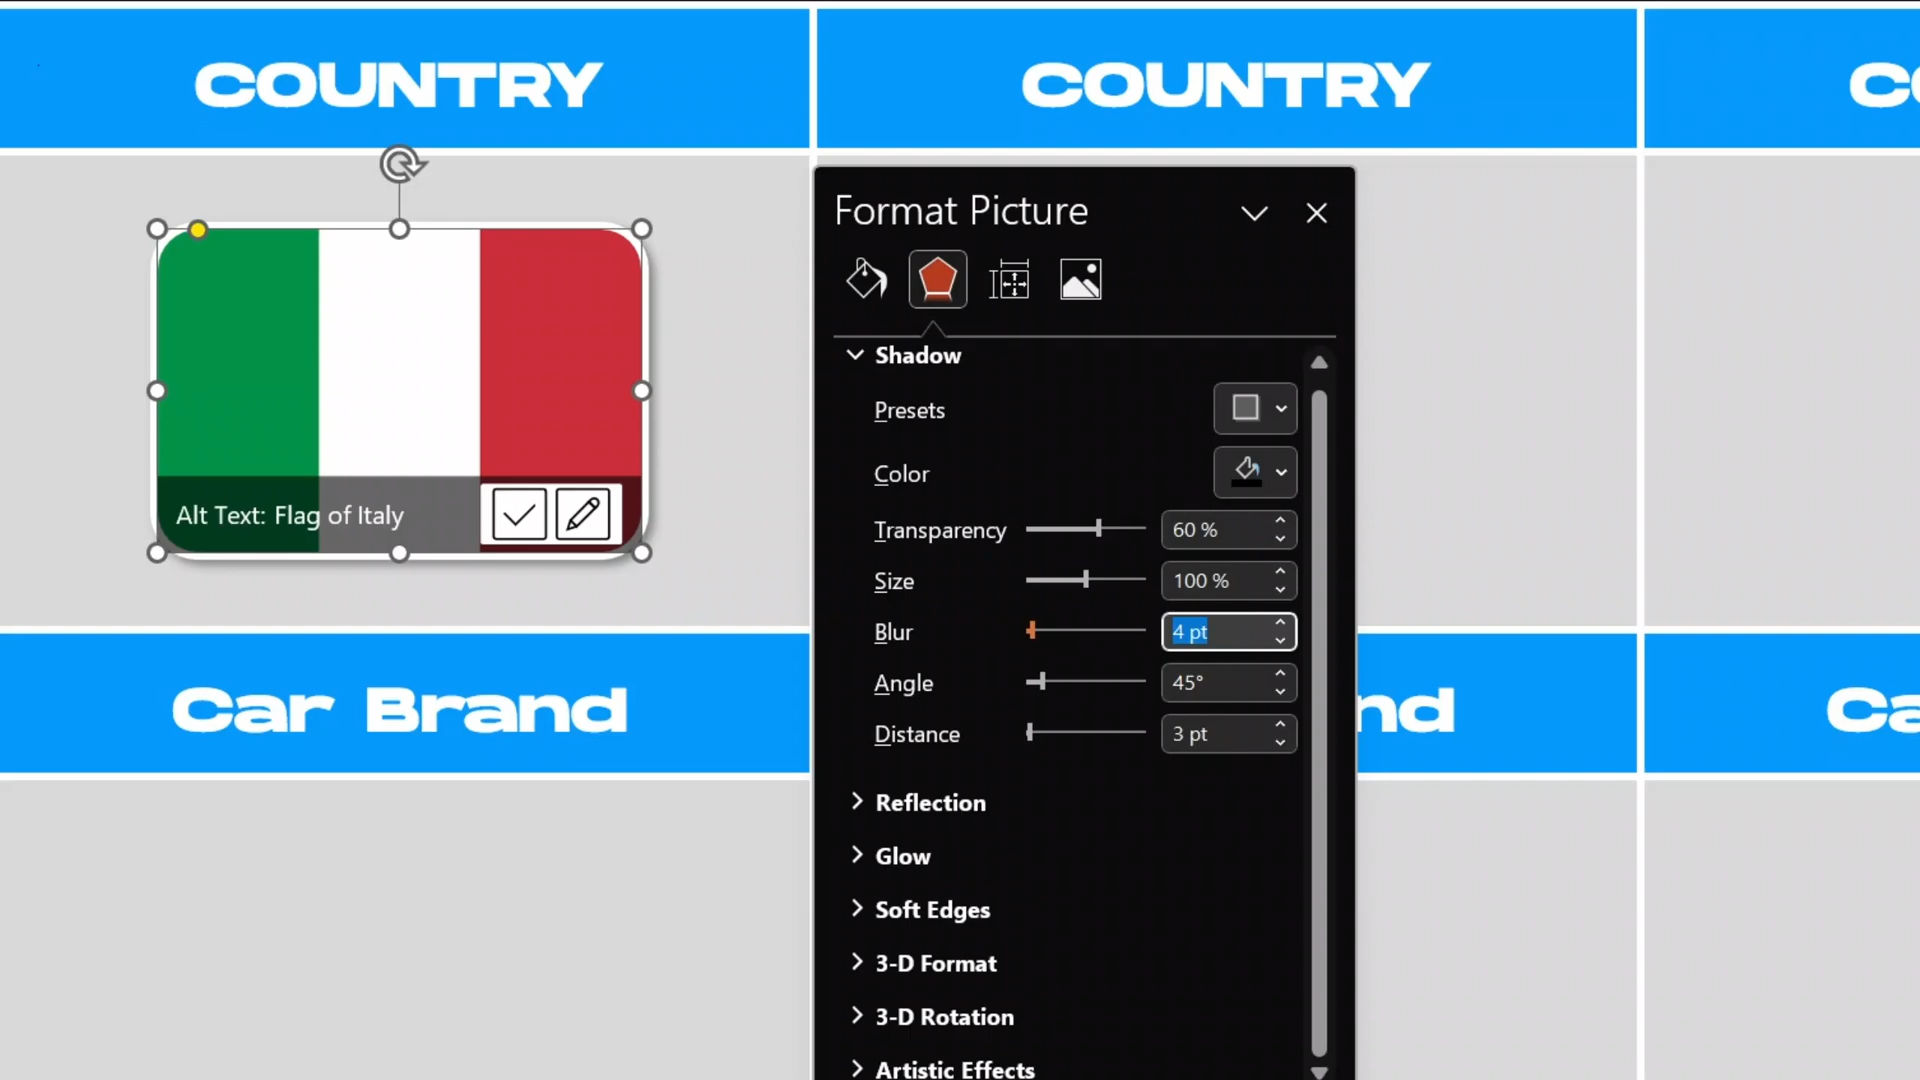 COUNTRY
COUNTRY
Format Picture
Shadow
Presets
Color
Transparency 60 %
Size 100 %
Blur 4 pt
Angle 45°
Distance 3 pt
Reflection
Glow
Soft Edges
3-D Format
3-D Rotation
Artistic Effects
Alt Text: Flag of Italy
Car Brand
nd